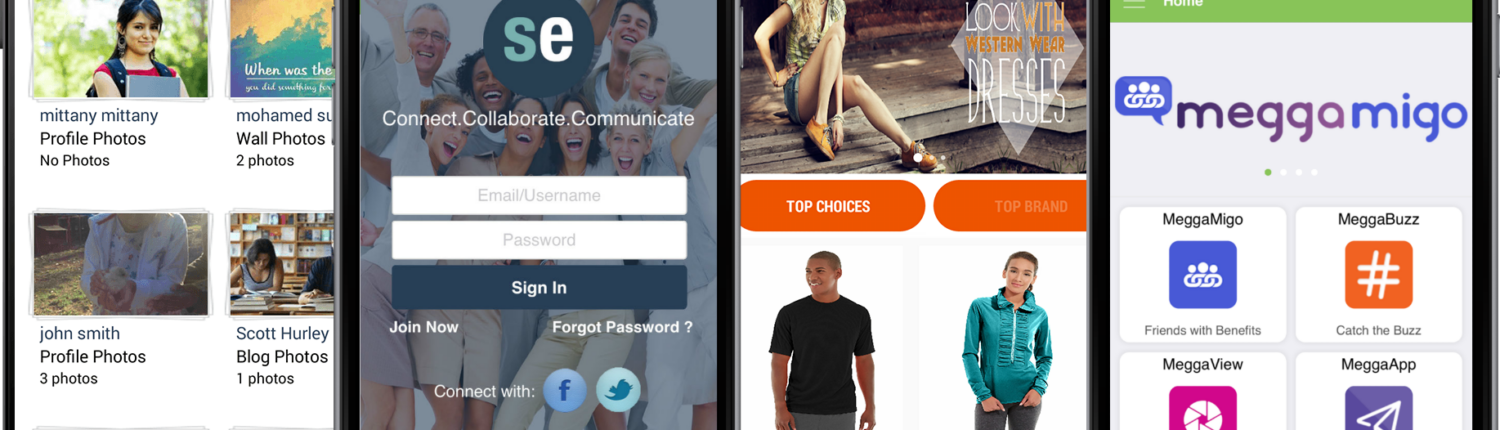 mittany mittany
Profile Photos
No Photos
mohamed su
Wall Photos
2 photos
When was the
you did something for
john smith
Profile Photos
3 photos
Scott Hurley
Blog Photos
1 photos
se
Connect.Collaborate.Communicate
Email/Username
Password
Sign In
Join Now
Forgot Password ?
Connect with:
f
LOOK WITH
WESTERN WEAR
DRESSES
TOP CHOICES
TOP BRAND
Home
meggamigo
MeggaMigo
Friends with Benefits
MeggaBuzz
#
Catch the Buzz
MeggaView
MeggaApp